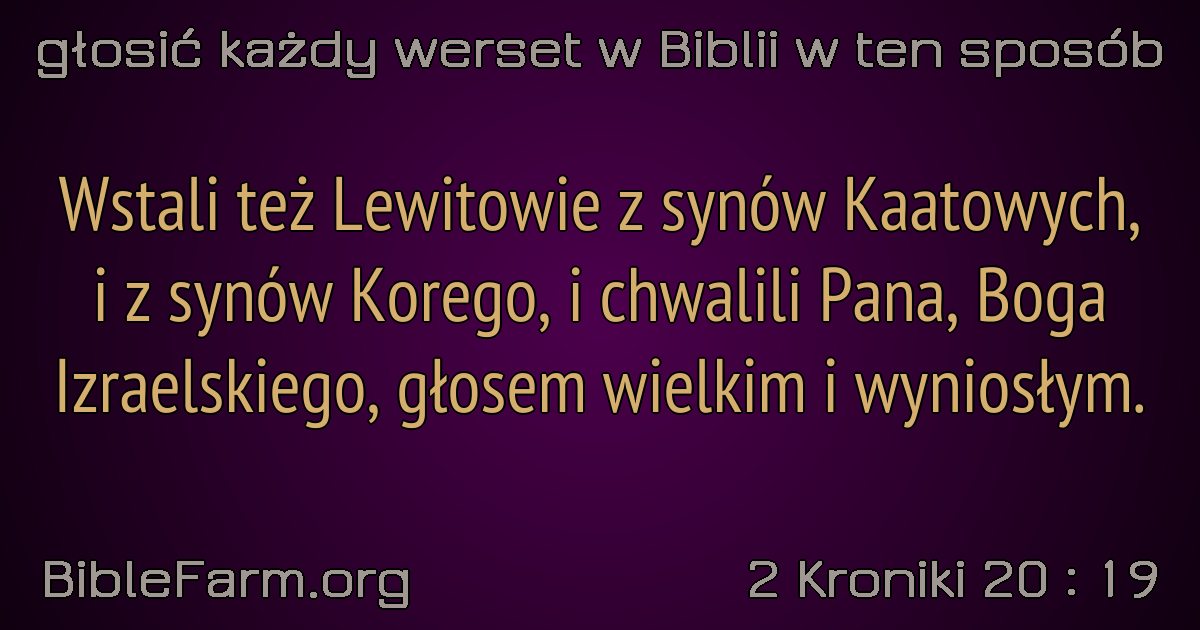 głosić każdy werset w Biblii w ten sposób
Wstali też Lewitowie z synów Kaatowych,
i z synów Korego, i chwalili Pana, Boga
Izraelskiego, głosem wielkim i wyniosłym.
BibleFarm.org
2 Kroniki 20 : 19